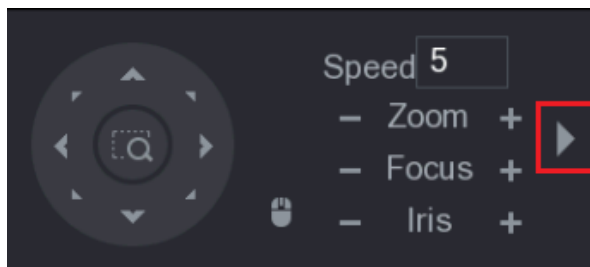 Speed 5
– Zoom +
– Focus +
– Iris +